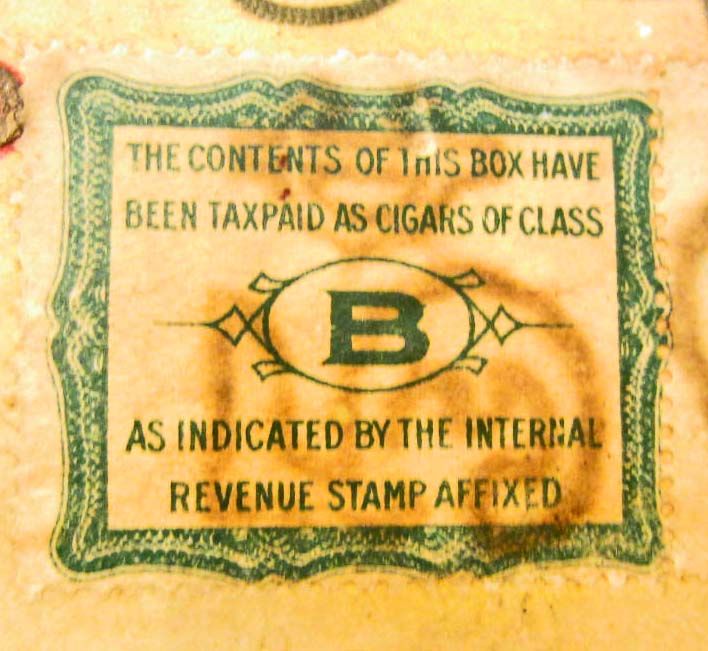 THE CONTENTS OF THIS BOX HAVE
BEEN TAXPAID AS CIGARS OF CLASS
B
AS INDICATED BY THE INTERNAL
REVENUE STAMP AFFIXED